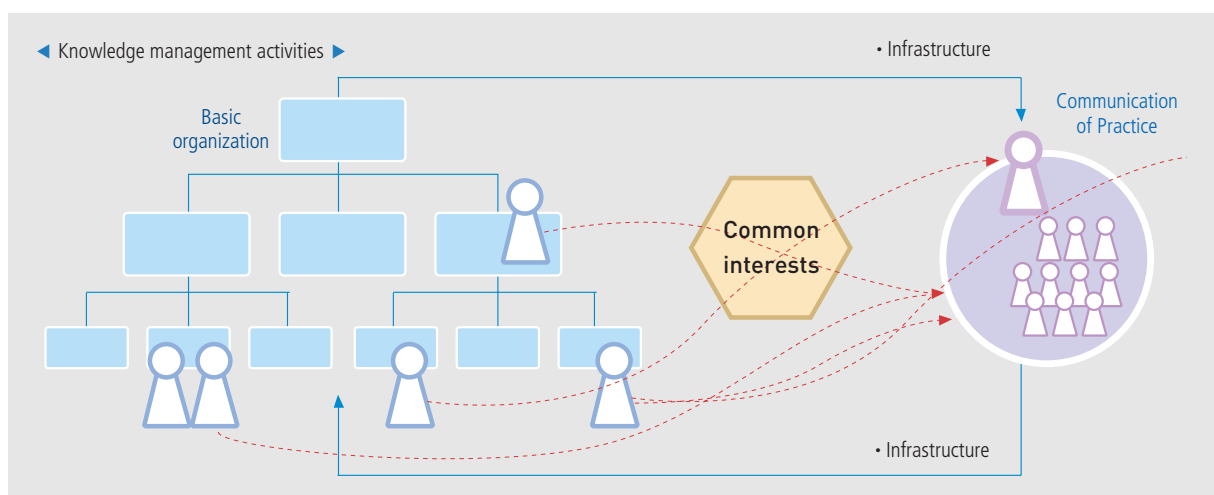 ◀ Knowledge management activities ▶
• Infrastructure
Basic
organization
Communication
of Practice
Common
interests
• Infrastructure